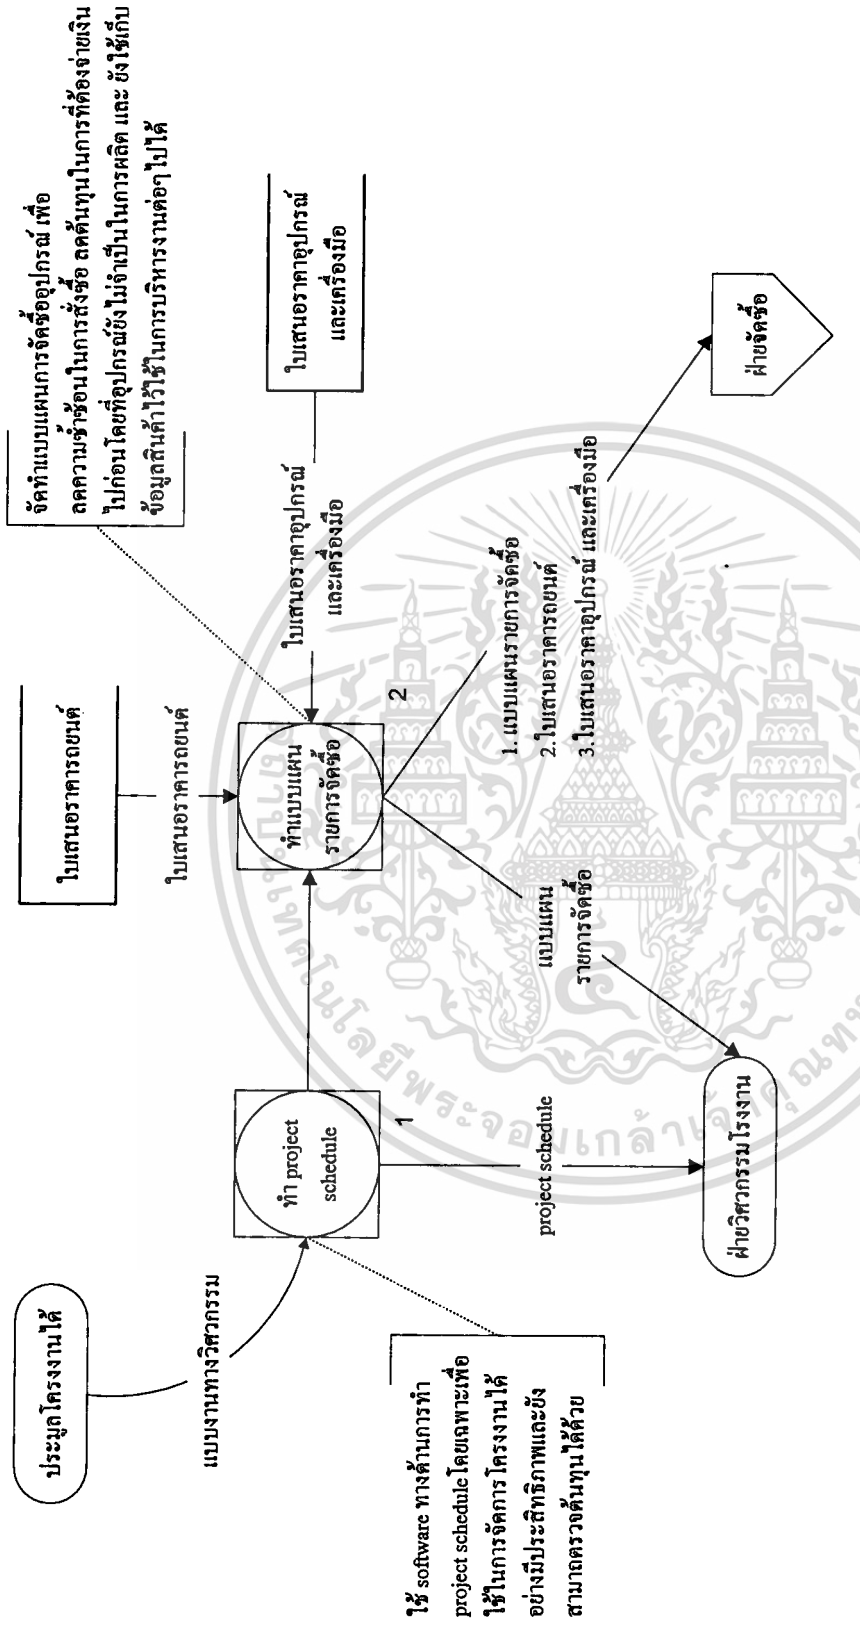 ประมูลโครงงานได้
แบบงานทางวิศวกรรม
ใช้ software ทางด้านการทำ
project schedule โดยเฉพาะเพื่อ
ใช้ในการจัดการโครงงานได้
อย่างมีประสิทธิภาพและยัง
สามาถตรวจต้นทุนได้ด้วย
ทำ project
schedule
1
project schedule
ฝ่ายวิศวกรรมโรงงาน
ใบเสนอราคารถยนต์
ใบเสนอราคารถยนต์
ทำแบบแผน
รายการจัดซื้อ
2
แบบแผน
รายการจัดซื้อ
จัดทำแบบแผนการจัดซื้ออุปกรณ์ เพื่อ
ลดความซ้ำซ้อนในการสั่งซื้อ ลดต้นทุนในการที่ต้องจ่ายเงิน
ไปก่อนโดยที่อุปกรณ์ยังไม่จำเป็นในการผลิต และ ยังใช้เก็บ
ข้อมูลสินค้าไว้ใช้ในการบริหารงานต่อๆ ไปได้
ใบเสนอราคาอุปกรณ์
และเครื่องมือ
ใบเสนอราคาอุปกรณ์
และเครื่องมือ
1. แบบแผนรายการจัดซื้อ
2.ใบเสนอราคารถยนต์
3.ใบเสนอราคาอุปกรณ์ และเครื่องมือ
ฝ่ายจัดซื้อ